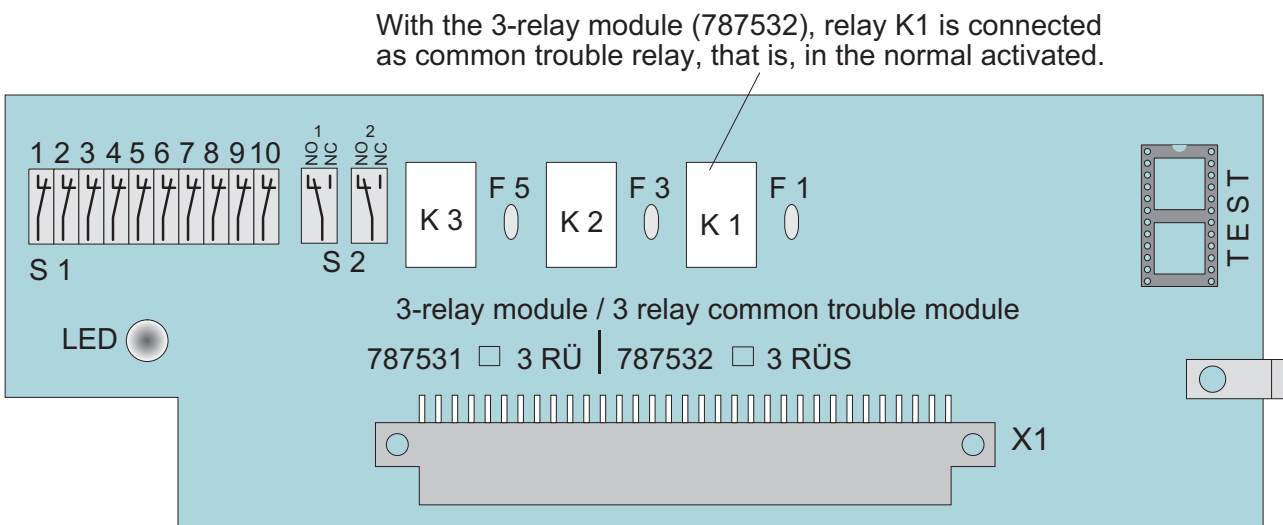 With the 3-relay module (787532), relay K1 is connected
as common trouble relay, that is, in the normal activated.
1 2 3 4 5 6 7 8 9 10
NO 1 NC
NO 2 NC
S 1
S 2
K 3
F 5
K 2
F 3
K 1
F 1
TEST
3-relay module / 3 relay common trouble module
LED
787531 □ 3 RÜ | 787532 □ 3 RÜS
X1